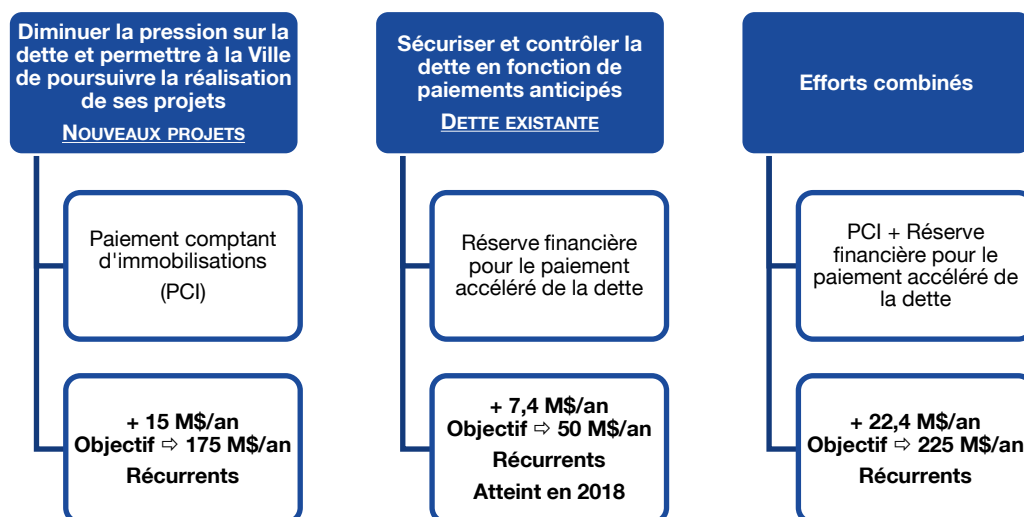 Diminuer la pression sur la
dette et permettre à la Ville
de poursuivre la réalisation
de ses projets
NOUVEAUX PROJETS
Paiement comptant
d'immobilisations
(PCI)
+ 15 M$/an
Objectif ⇨ 175 M$/an
Récurrents
Sécuriser et contrôler la
dette en fonction de
paiements anticipés
DETTE EXISTANTE
Réserve financière
pour le paiement
accéléré de la dette
+ 7,4 M$/an
Objectif ⇨ 50 M$/an
Récurrents
Atteint en 2018
Efforts combinés
PCI + Réserve
financière pour le
paiement accéléré de
la dette
+ 22,4 M$/an
Objectif ⇨ 225 M$/an
Récurrents